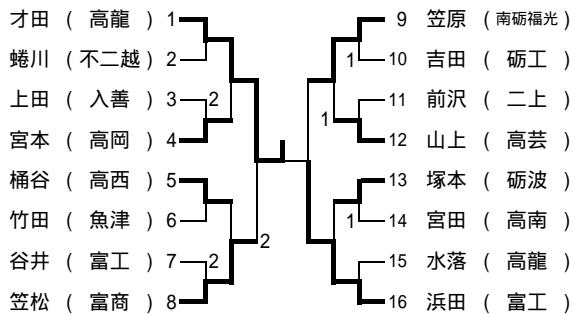 才田 ( 高龍 ) 1 9 笠原 ( 南砺福光 )
蜷川 ( 不二越 ) 2 1 10 吉田 ( 砺工 )
上田 ( 入善 ) 3 2 11 前沢 ( 二上 )
1
宮本 ( 高岡 ) 4 12 山上 ( 高芸 )
桶谷 ( 高西 ) 5 13 塚本 ( 砺波 )
竹田 ( 魚津 ) 6 1 14 宮田 ( 高南 )
2
谷井 ( 富工 ) 7 2 15 水落 ( 高龍 )
笠松 ( 富商 ) 8 16 浜田 ( 富工 )